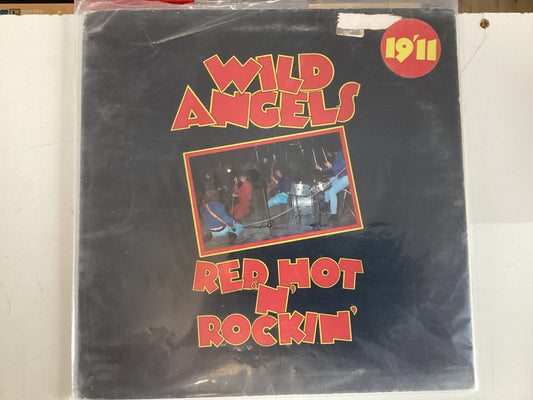 19'11
WILD
ANGELS
RED HOT
'N'
ROCKIN'